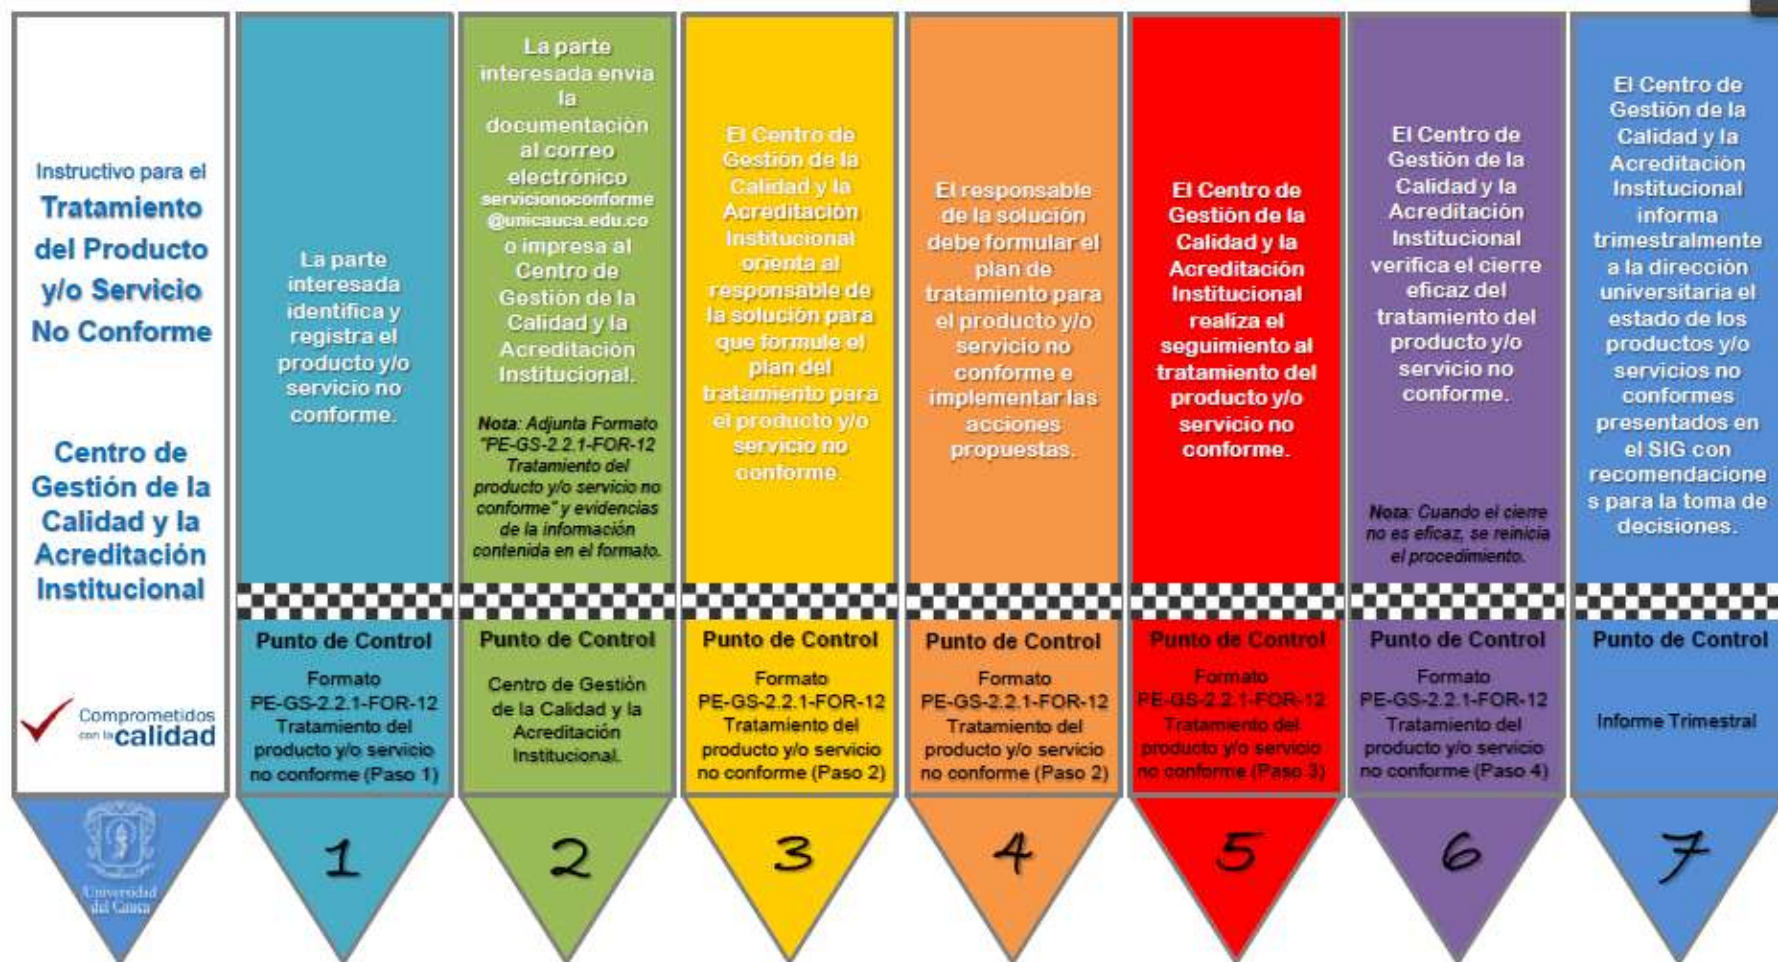 Instructivo para el
Tratamiento
del Producto
y/o Servicio
No Conforme
Centro de
Gestión de la
Calidad y la
Acreditación
Institucional
Comprometidos
con la calidad
Universidad
del Cauca
La parte
interesada
identifica y
registra el
producto y/o
servicio no
conforme.
Punto de Control
Formato
PE-GS-2.2.1-FOR-12
Tratamiento del
producto y/o servicio
no conforme (Paso 1)
1
La parte
interesada envia
la
documentación
al correo
electrónico
servicionoconforme
@unicauca.edu.co
o impresa al
Centro de
Gestión de la
Calidad y la
Acreditación
Institucional.
Nota: Adjunta Formato
"PE-GS-2.2.1-FOR-12
Tratamiento del
producto y/o servicio no
conforme" y evidencias
de la información
contenida en el formato.
Punto de Control
Centro de Gestión
de la Calidad y la
Acreditación
Institucional.
2
El Centro de
Gestión de la
Calidad y la
Acreditación
Institucional
orienta al
responsable de
la solución para
que formule el
plan del
tratamiento para
el producto y/o
servicio no
conforme.
Punto de Control
Formato
PE-GS-2.2.1-FOR-12
Tratamiento del
producto y/o servicio
no conforme (Paso 2)
3
El responsable
de la solución
debe formular el
plan de
tratamiento para
el producto y/o
servicio no
conforme e
implementar las
acciones
propuestas.
Punto de Control
Formato
PE-GS-2.2.1-FOR-12
Tratamiento del
producto y/o servicio
no conforme (Paso 2)
4
El Centro de
Gestión de la
Calidad y la
Acreditación
Institucional
realiza el
seguimiento al
tratamiento del
producto y/o
servicio no
conforme.
Punto de Control
Formato
PE-GS-2.2.1-FOR-12
Tratamiento del
producto y/o servicio
no conforme (Paso 3)
5
El Centro de
Gestión de la
Calidad y la
Acreditación
Institucional
verifica el cierre
eficaz del
tratamiento del
producto y/o
servicio no
conforme.
Nota: Cuando el cierre
no es eficaz, se reinicia
el procedimiento.
Punto de Control
Formato
PE-GS-2.2.1-FOR-12
Tratamiento del
producto y/o servicio
no conforme (Paso 4)
6
El Centro de
Gestión de la
Calidad y la
Acreditación
Institucional
informa
trimestralmente
a la dirección
universitaria el
estado de los
productos y/o
servicios no
conformes
presentados en
el SIG con
recomendacione
s para la toma de
decisiones.
Punto de Control
Informe Trimestral
7